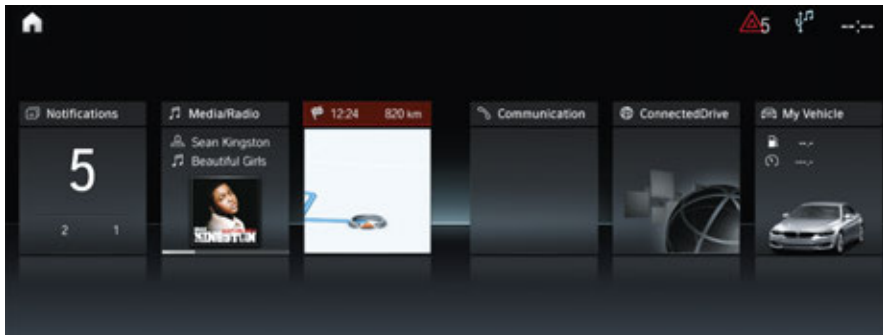 5
--:--
Notifications
Media/Radio
12:24 820 km
Communication
ConnectedDrive
My Vehicle
5
2 1
Sean Kingston
Beautiful Girls
KINGSTON
--.-
---.-